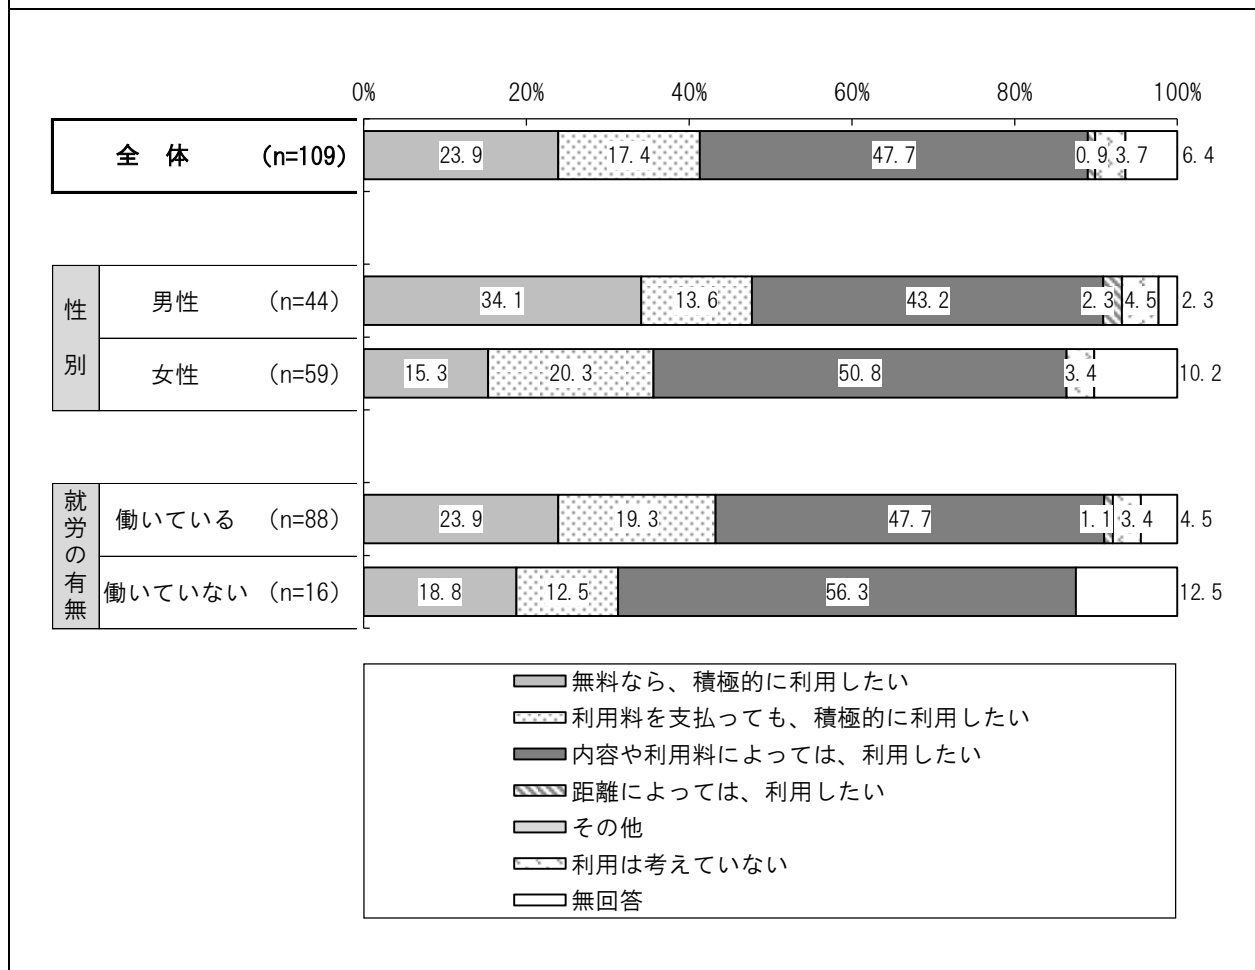 0% 20% 40% 60% 80% 100%
全 体 (n=109) 23.9 17.4 47.7 0.9 3.7 6.4
性別
男性 (n=44) 34.1 13.6 43.2 2.3 4.5 2.3
女性 (n=59) 15.3 20.3 50.8 3.4 10.2
就労の有無
働いている (n=88) 23.9 19.3 47.7 1.1 3.4 4.5
働いていない (n=16) 18.8 12.5 56.3 12.5
無料なら、積極的に利用したい
利用料を支払っても、積極的に利用したい
内容や利用料によっては、利用したい
距離によっては、利用したい
その他
利用は考えていない
無回答